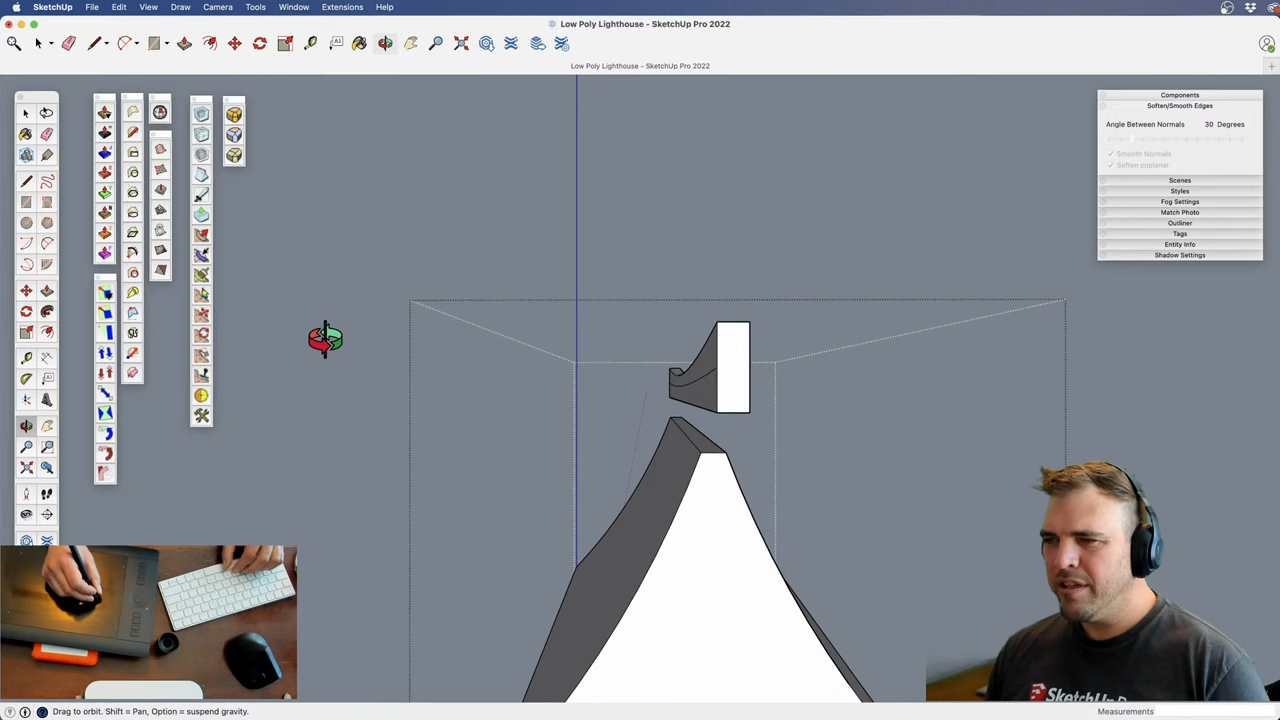 SketchUp File Edit View Draw Camera Tools Window Extensions Help
Low Poly Lighthouse - SketchUp Pro 2022
Low Poly Lighthouse - SketchUp Pro 2022
Components
Soften/Smooth Edges
Angle Between Normals 30 Degrees
Smooth Normals
Soften coplanar
Scenes
Styles
Fog Settings
Match Photo
Outliner
Tags
Entity Info
Shadow Settings
SketchUp
Drag to orbit. Shift = Pan, Option = suspend gravity.
Measurements